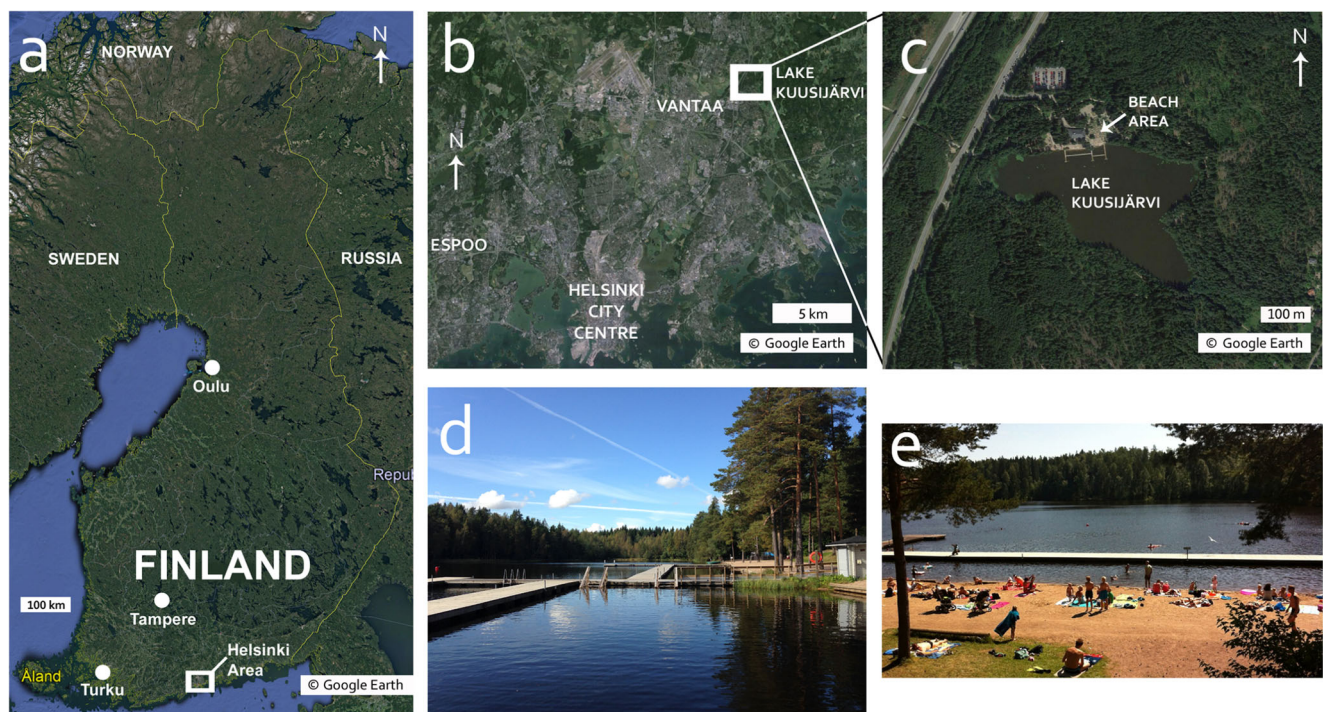 a
NORWAY
N
SWEDEN
RUSSIA
Oulu
Repu
FINLAND
100 km
Tampere
Helsinki
Area
Åland
Turku
© Google Earth
b
LAKE
KUUSIJÄRVI
VANTAA
N
ESPOO
HELSINKI
CITY
CENTRE
5 km
© Google Earth
c
N
BEACH
AREA
LAKE
KUUSIJÄRVI
100 m
© Google Earth
d
e